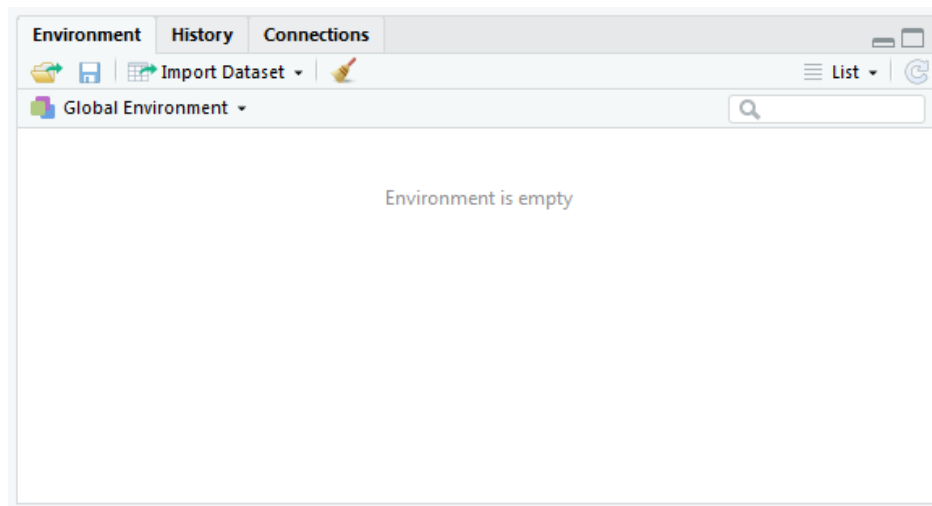 Environment History Connections
Import Dataset List
Global Environment
Environment is empty